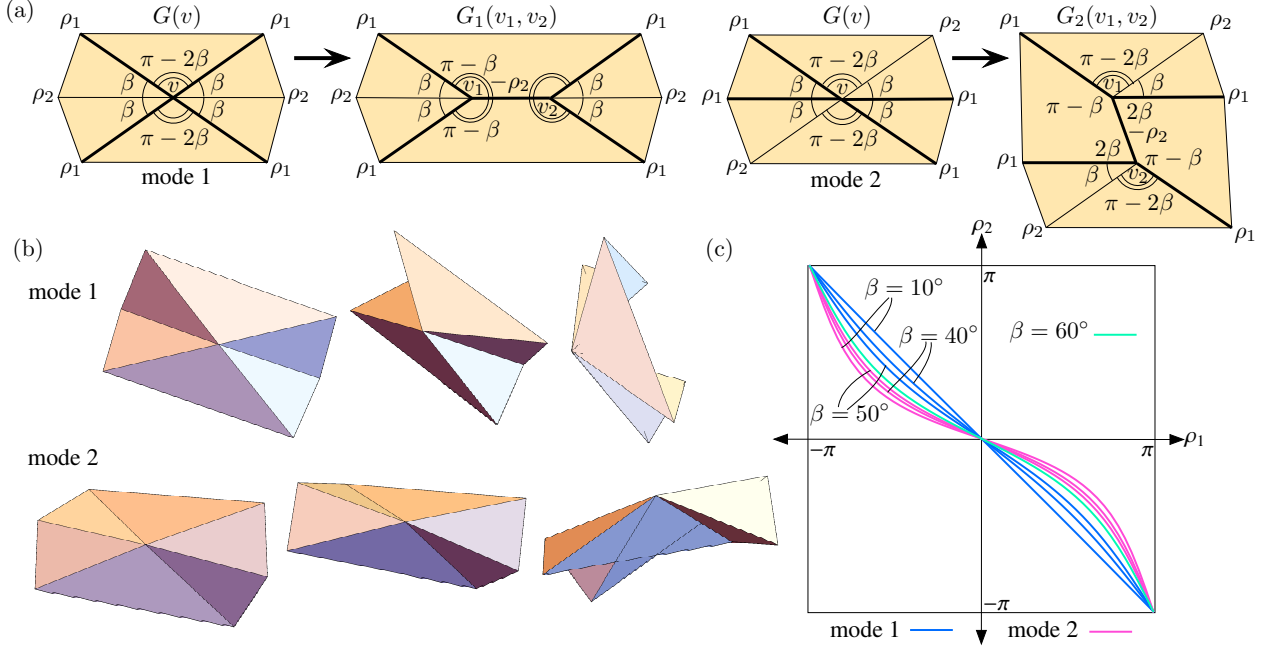 (a)
ρ₁ G(v) ρ₁
π − 2β
β v β
ρ₂ ρ₂
β β
π − 2β
ρ₁ ρ₁
mode 1
ρ₁ G₁(v₁, v₂) ρ₁
π − β
β v₁ −ρ₂ β
ρ₂ ρ₂
β v₂ β
π − β
ρ₁ ρ₁
ρ₁ G(v) ρ₂
π − 2β
β v β
ρ₁ ρ₁
β β
π − 2β
ρ₂ ρ₁
mode 2
ρ₁ G₂(v₁, v₂) ρ₂
π − 2β
v₁ β
π − β 2β ρ₁
−ρ₂
ρ₁ 2β π − β
β v₂
π − 2β
ρ₂ ρ₁
(b)
mode 1
mode 2
(c)
ρ₂
π
β = 10°
β = 40° β = 60°
β = 50°
−π π ρ₁
−π
mode 1 mode 2